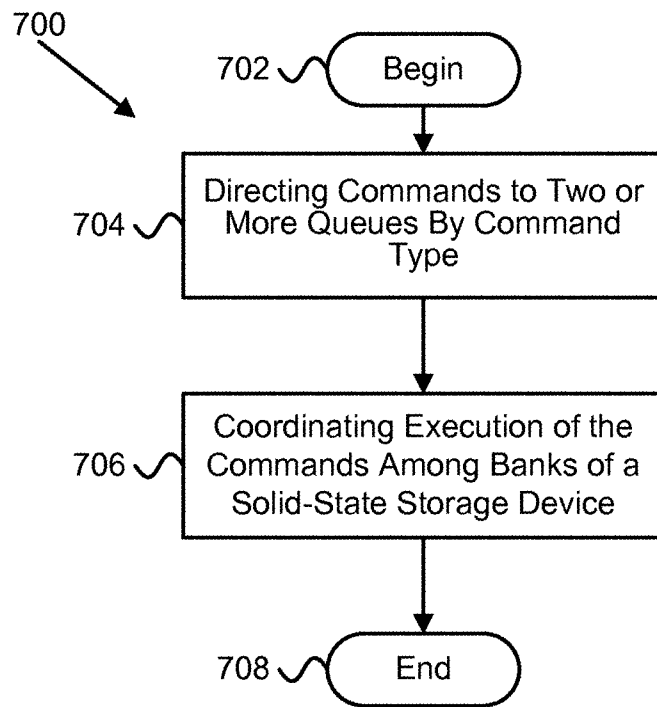 700
702
Begin
704
Directing Commands to Two or
More Queues By Command
Type
706
Coordinating Execution of the
Commands Among Banks of a
Solid-State Storage Device
708
End